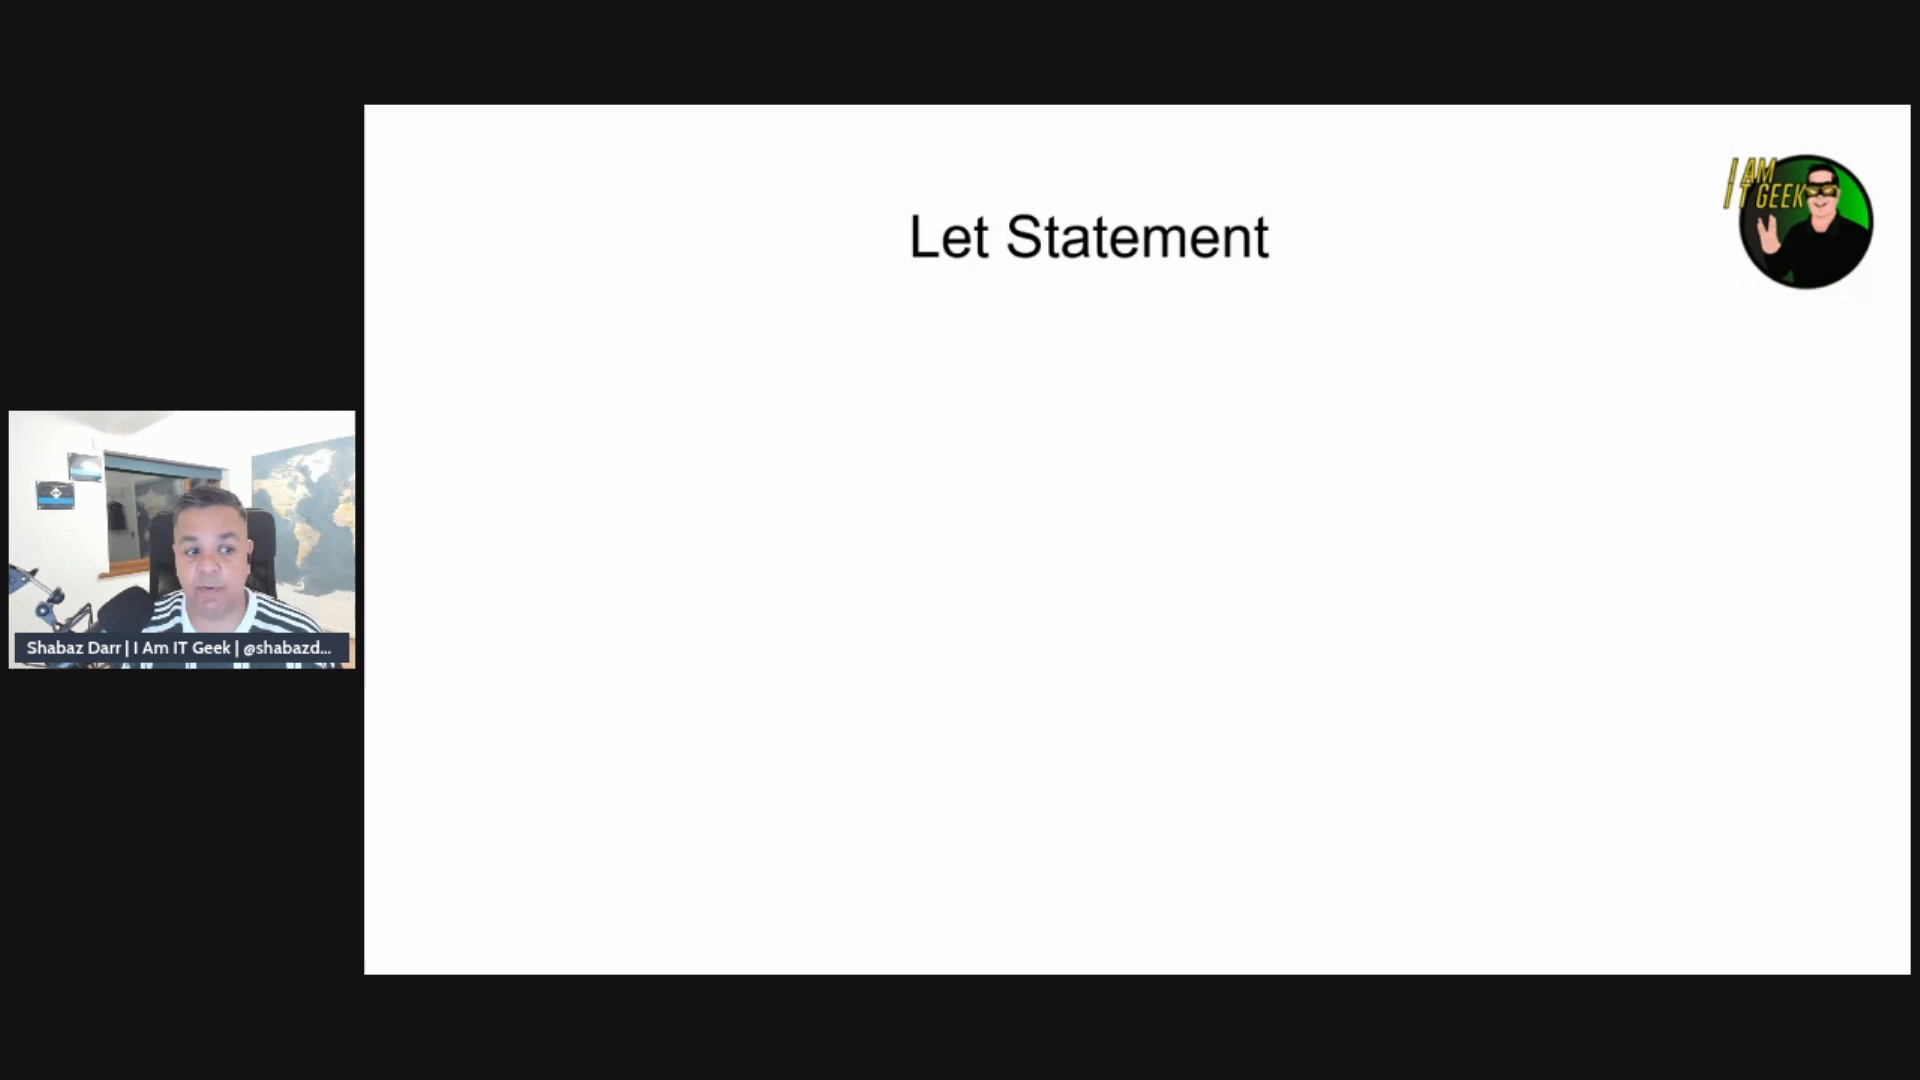 I AM
IT GEEK
Let Statement
Shabaz Darr | I Am IT Geek | @shabazd...